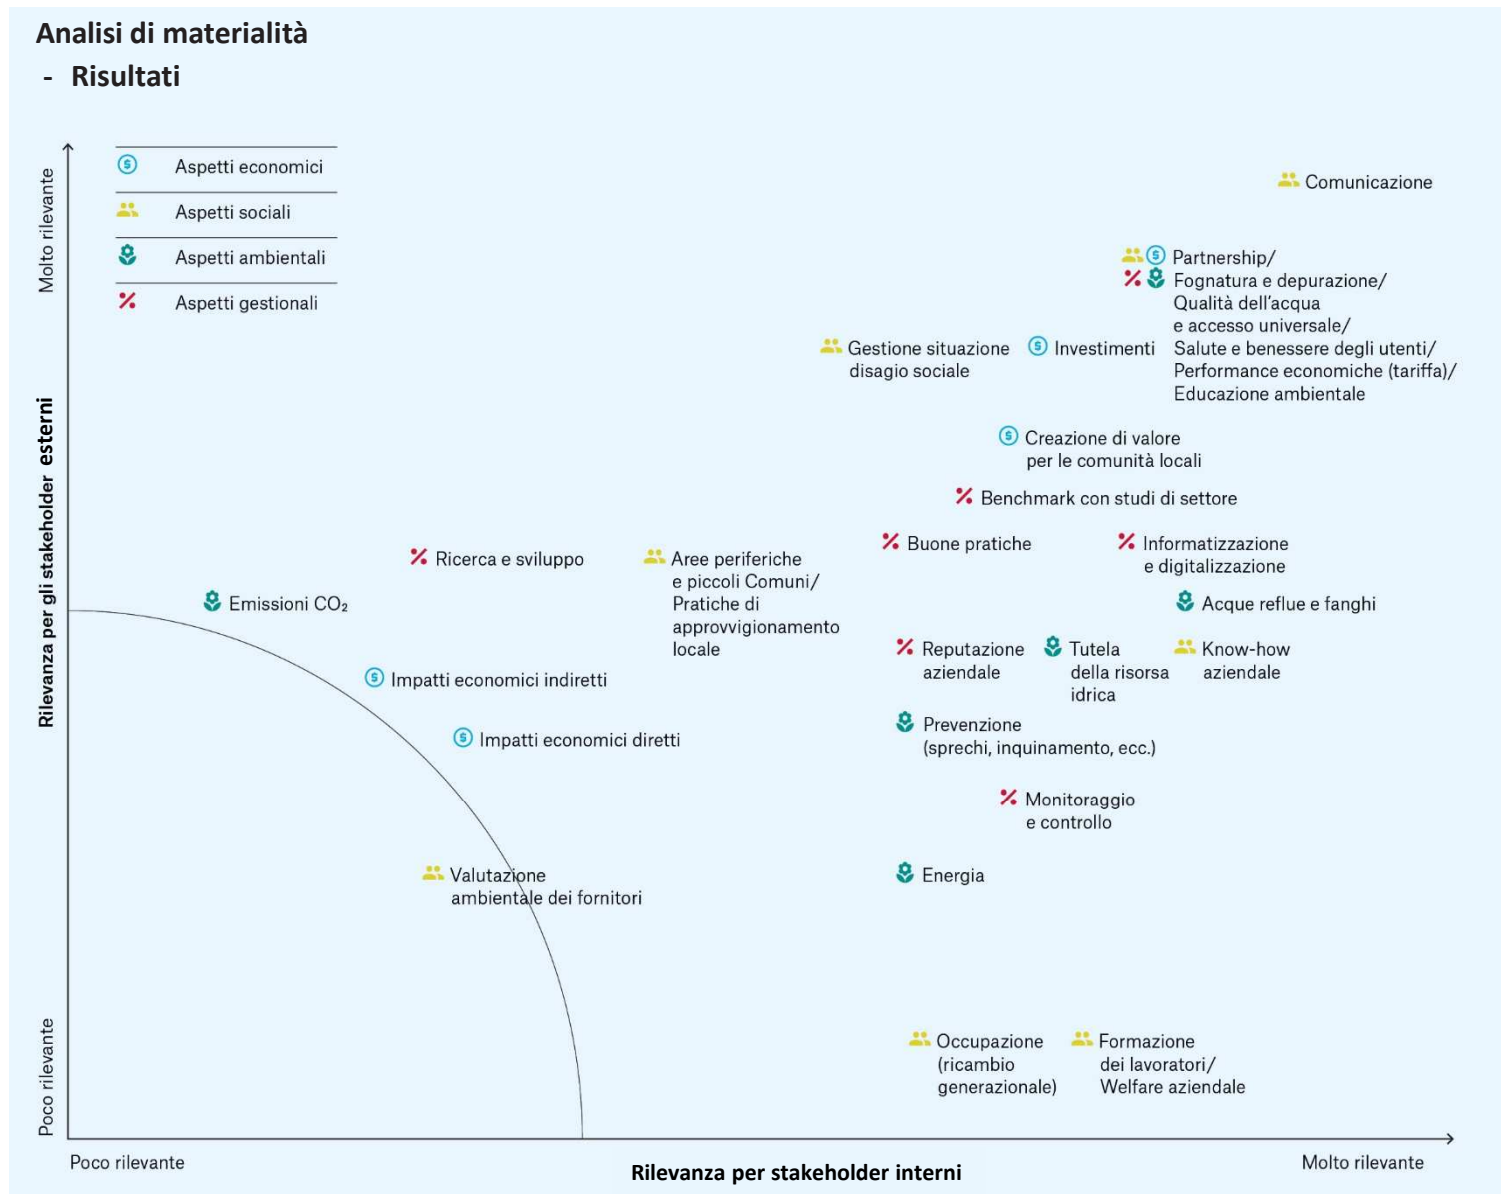 Analisi di materialità
- Risultati
Molto rilevante
Rilevanza per gli stakeholder esterni
Poco rilevante
Aspetti economici
Aspetti sociali
Aspetti ambientali
Aspetti gestionali
Comunicazione
Partnership/
Fognatura e depurazione/
Qualità dell'acqua
e accesso universale/
Salute e benessere degli utenti/
Performance economiche (tariffa)/
Educazione ambientale
Gestione situazione
disagio sociale
Investimenti
Creazione di valore
per le comunità locali
Benchmark con studi di settore
Buone pratiche
Informatizzazione
e digitalizzazione
Ricerca e sviluppo
Aree periferiche
e piccoli Comuni/
Pratiche di
approvvigionamento
locale
Emissioni CO₂
Acque reflue e fanghi
Reputazione
aziendale
Tutela
della risorsa
idrica
Know-how
aziendale
Impatti economici indiretti
Impatti economici diretti
Prevenzione
(sprechi, inquinamento, ecc.)
Monitoraggio
e controllo
Valutazione
ambientale dei fornitori
Energia
Occupazione
(ricambio
generazionale)
Formazione
dei lavoratori/
Welfare aziendale
Poco rilevante
Rilevanza per stakeholder interni
Molto rilevante